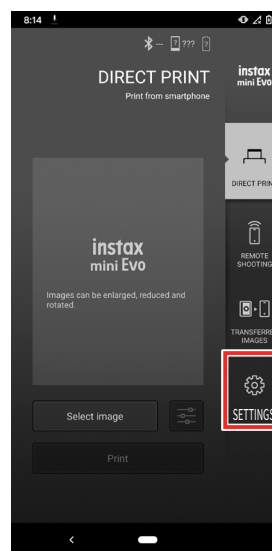 8:14
???
DIRECT PRINT
Print from smartphone
instax
mini Evo
DIRECT PRIN
REMOTE
SHOOTING
TRANSFERRE
IMAGES
SETTINGS
instax
mini Evo
Images can be enlarged, reduced and
rotated.
Select image
Print